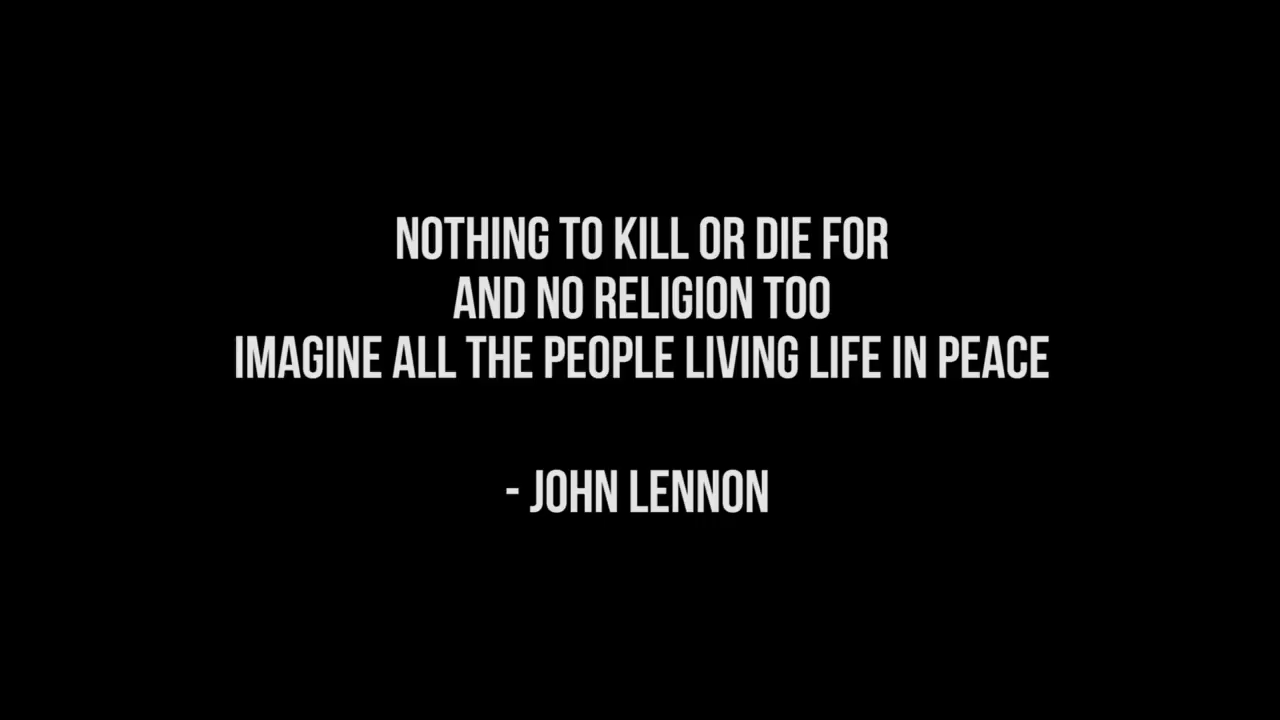 NOTHING TO KILL OR DIE FOR
AND NO RELIGION TOO
IMAGINE ALL THE PEOPLE LIVING LIFE IN PEACE
- JOHN LENNON